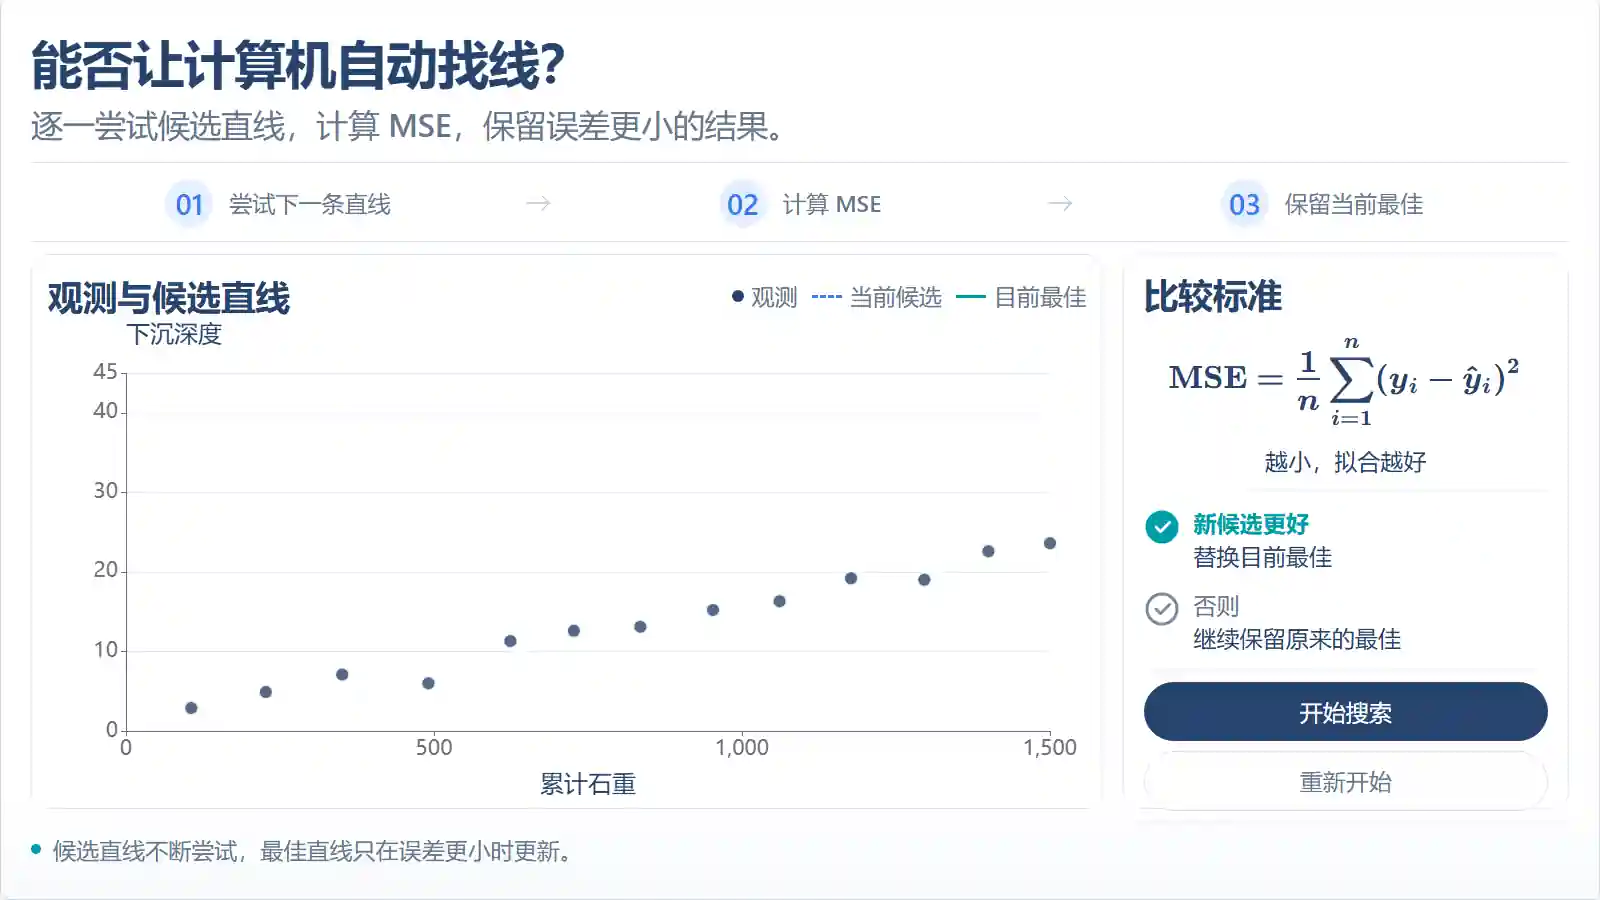 能否让计算机自动找线？
逐一尝试候选直线，计算 MSE，保留误差更小的结果。
01 尝试下一条直线 → 02 计算 MSE → 03 保留当前最佳
观测与候选直线
观测 当前候选 目前最佳
下沉深度
45
40
30
20
10
0
0 500 1,000 1,500
累计石重
比较标准
MSE = \frac{1}{n} \sum_{i=1}^{n} (y_i − ŷ_i)^2
越小，拟合越好
新候选更好
替换目前最佳
否则
继续保留原来的最佳
开始搜索
重新开始
候选直线不断尝试，最佳直线只在误差更小时更新。